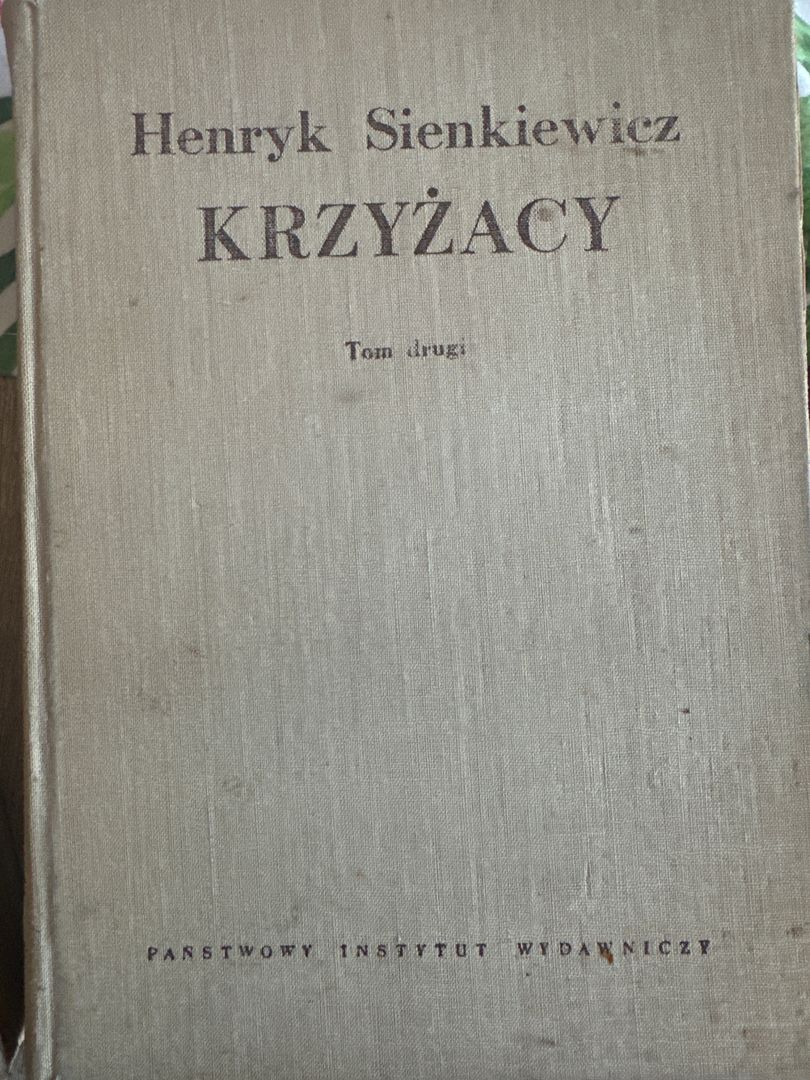 Henryk Sienkiewicz
KRZYŻACY
Tom drugi
PAŃSTWOWY INSTYTUT WYDAWNICZY